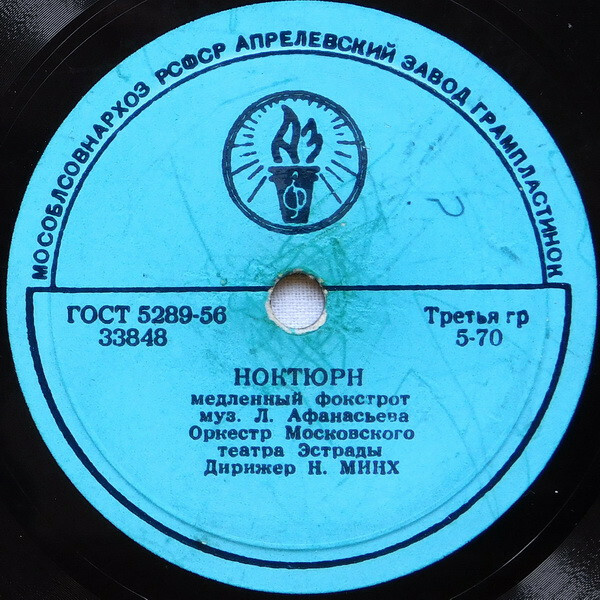 МОСОБЛСОВНАРХОЗ РСФСР АПРЕЛЕВСКИЙ ЗАВОД ГРАМПЛАСТИНОК
АЗ
ГОСТ 5289-56
33848
Третья гр
5-70
НОКТЮРН
медленный фокстрот
муз. Л. Афанасьева
Оркестр Московского
театра Эстрады
Дирижер Н. МИНХ